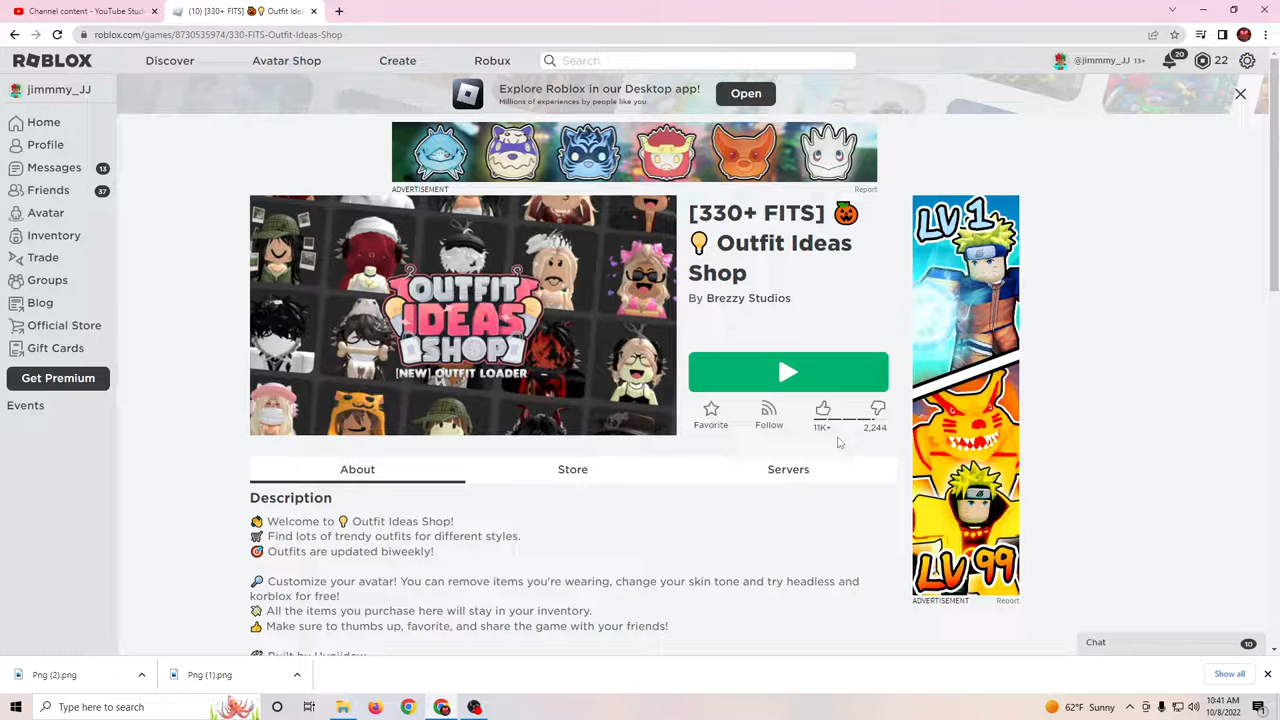 Channel content - YouTube Studi
(10) [330+ FITS] 🎃💡 Outfit Idea
roblox.com/games/8730535974/330-FITS-Outfit-Ideas-Shop
ROBLOX
Discover
Avatar Shop
Create
Robux
Search
@jimmmy_JJ 13+
20
22
jimmmy_JJ
Explore Roblox in our Desktop app!
Millions of experiences by people like you
Open
Home
Profile
Messages 13
Friends 37
Avatar
Inventory
Trade
Groups
Blog
Official Store
Gift Cards
Get Premium
Events
ADVERTISEMENT
Report
OUTFIT
IDEAS
SHOP
[NEW] OUTFIT LOADER
[330+ FITS] 🎃
💡 Outfit Ideas
Shop
By Brezzy Studios
Favorite
Follow
11K+
2,244
LV 1
LV 99
ADVERTISEMENT
Report
About
Store
Servers
Description
Welcome to 💡 Outfit Ideas Shop!
Find lots of trendy outfits for different styles.
🎯 Outfits are updated biweekly!
🔎 Customize your avatar! You can remove items you're wearing, change your skin tone and try headless and
korblox for free!
All the items you purchase here will stay in your inventory.
👍 Make sure to thumbs up, favorite, and share the game with your friends!
Chat
10
Png (2).png
Png (1).png
Show all
Type here to search
62°F Sunny
10:41 AM
10/8/2022
1